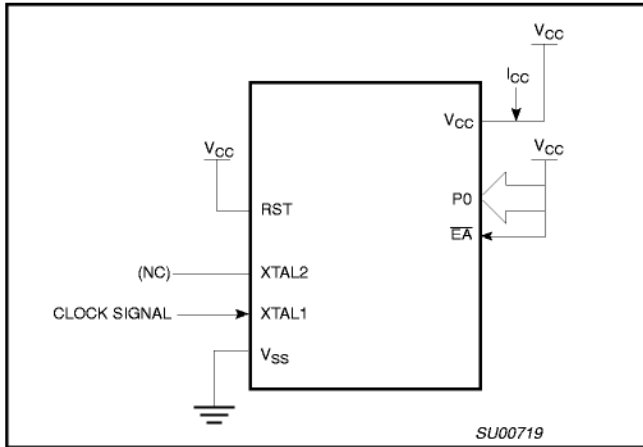 VCC
ICC
VCC
VCC
VCC
RST
P0
EA
(NC)
XTAL2
CLOCK SIGNAL
XTAL1
VSS
SU00719